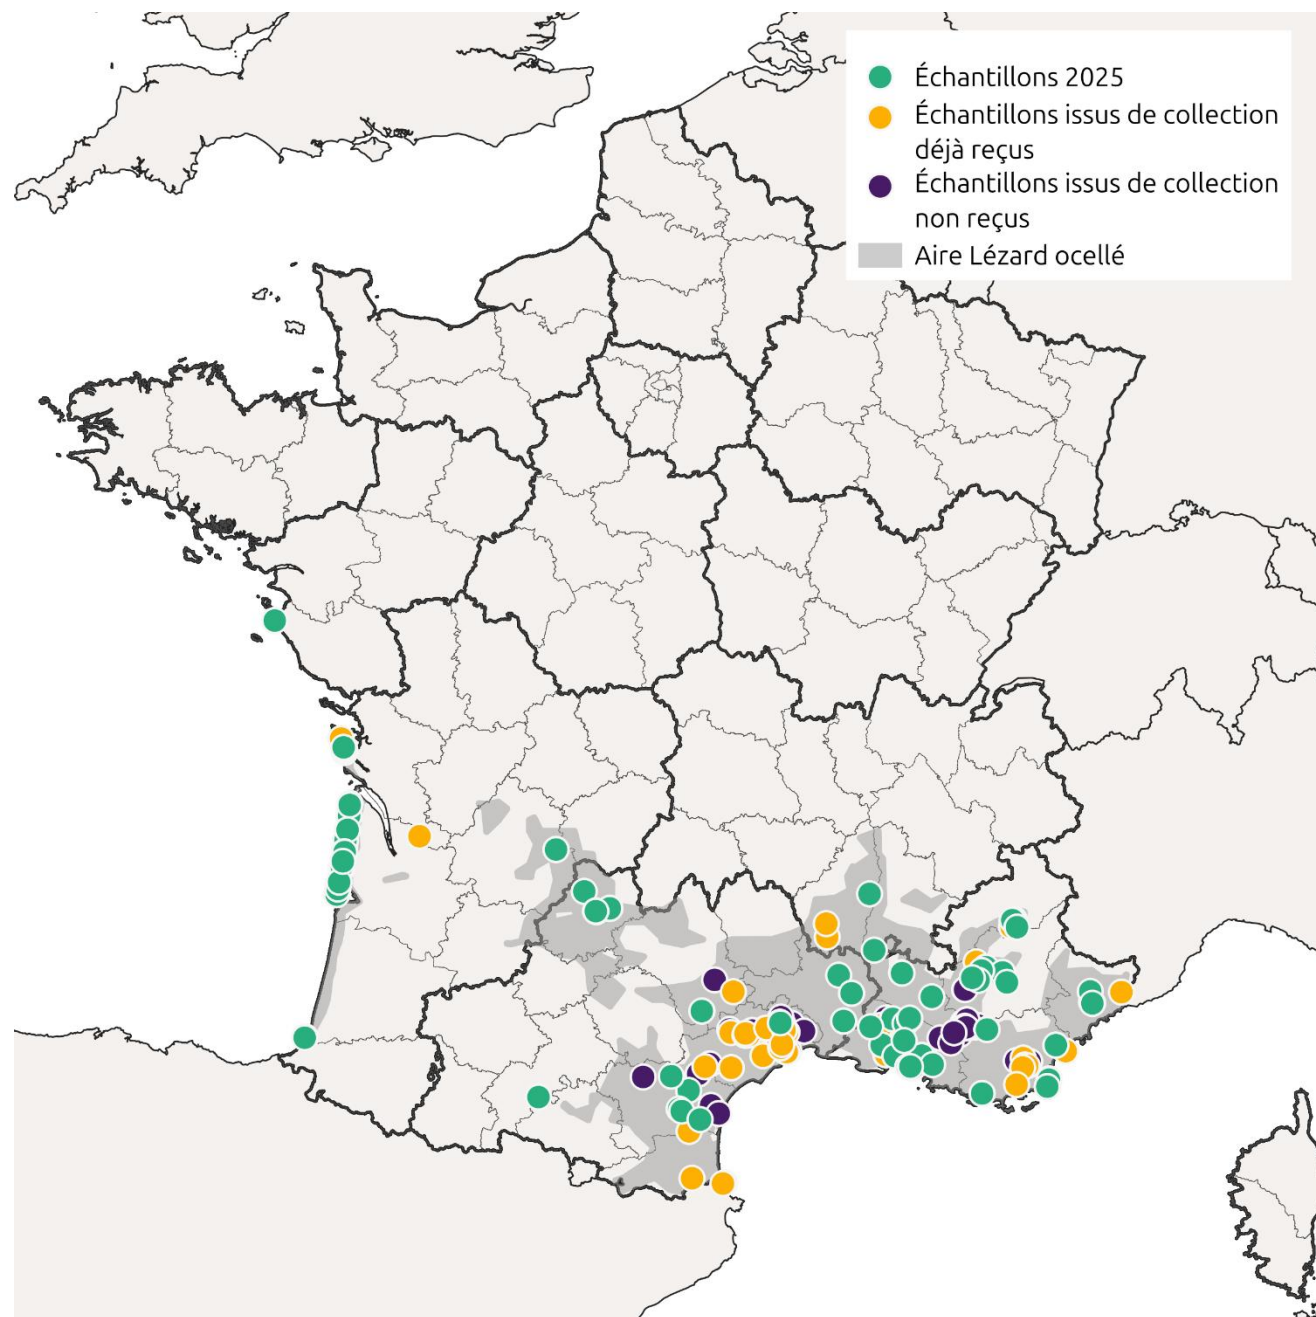 Échantillons 2025
Échantillons issus de collection
déjà reçus
Échantillons issus de collection
non reçus
Aire Lézard ocellé